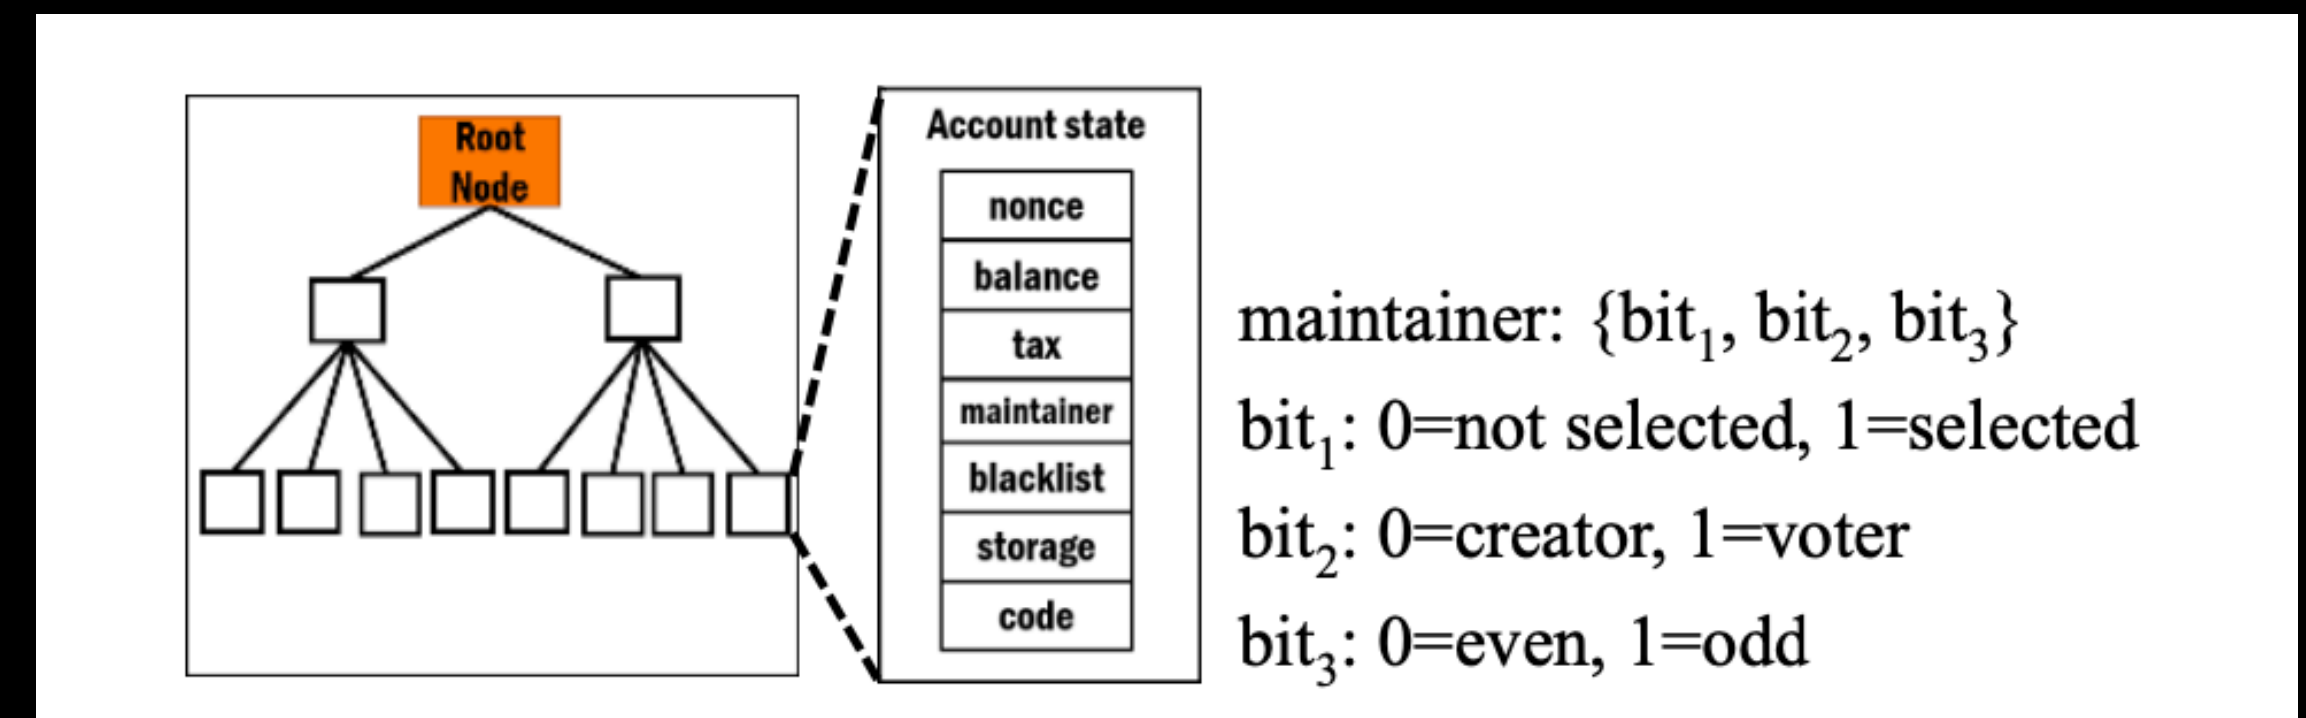 Root
Node
Account state
nonce
balance
tax
maintainer
blacklist
storage
code
maintainer: {bit₁, bit₂, bit₃}
bit₁: 0=not selected, 1=selected
bit₂: 0=creator, 1=voter
bit₃: 0=even, 1=odd